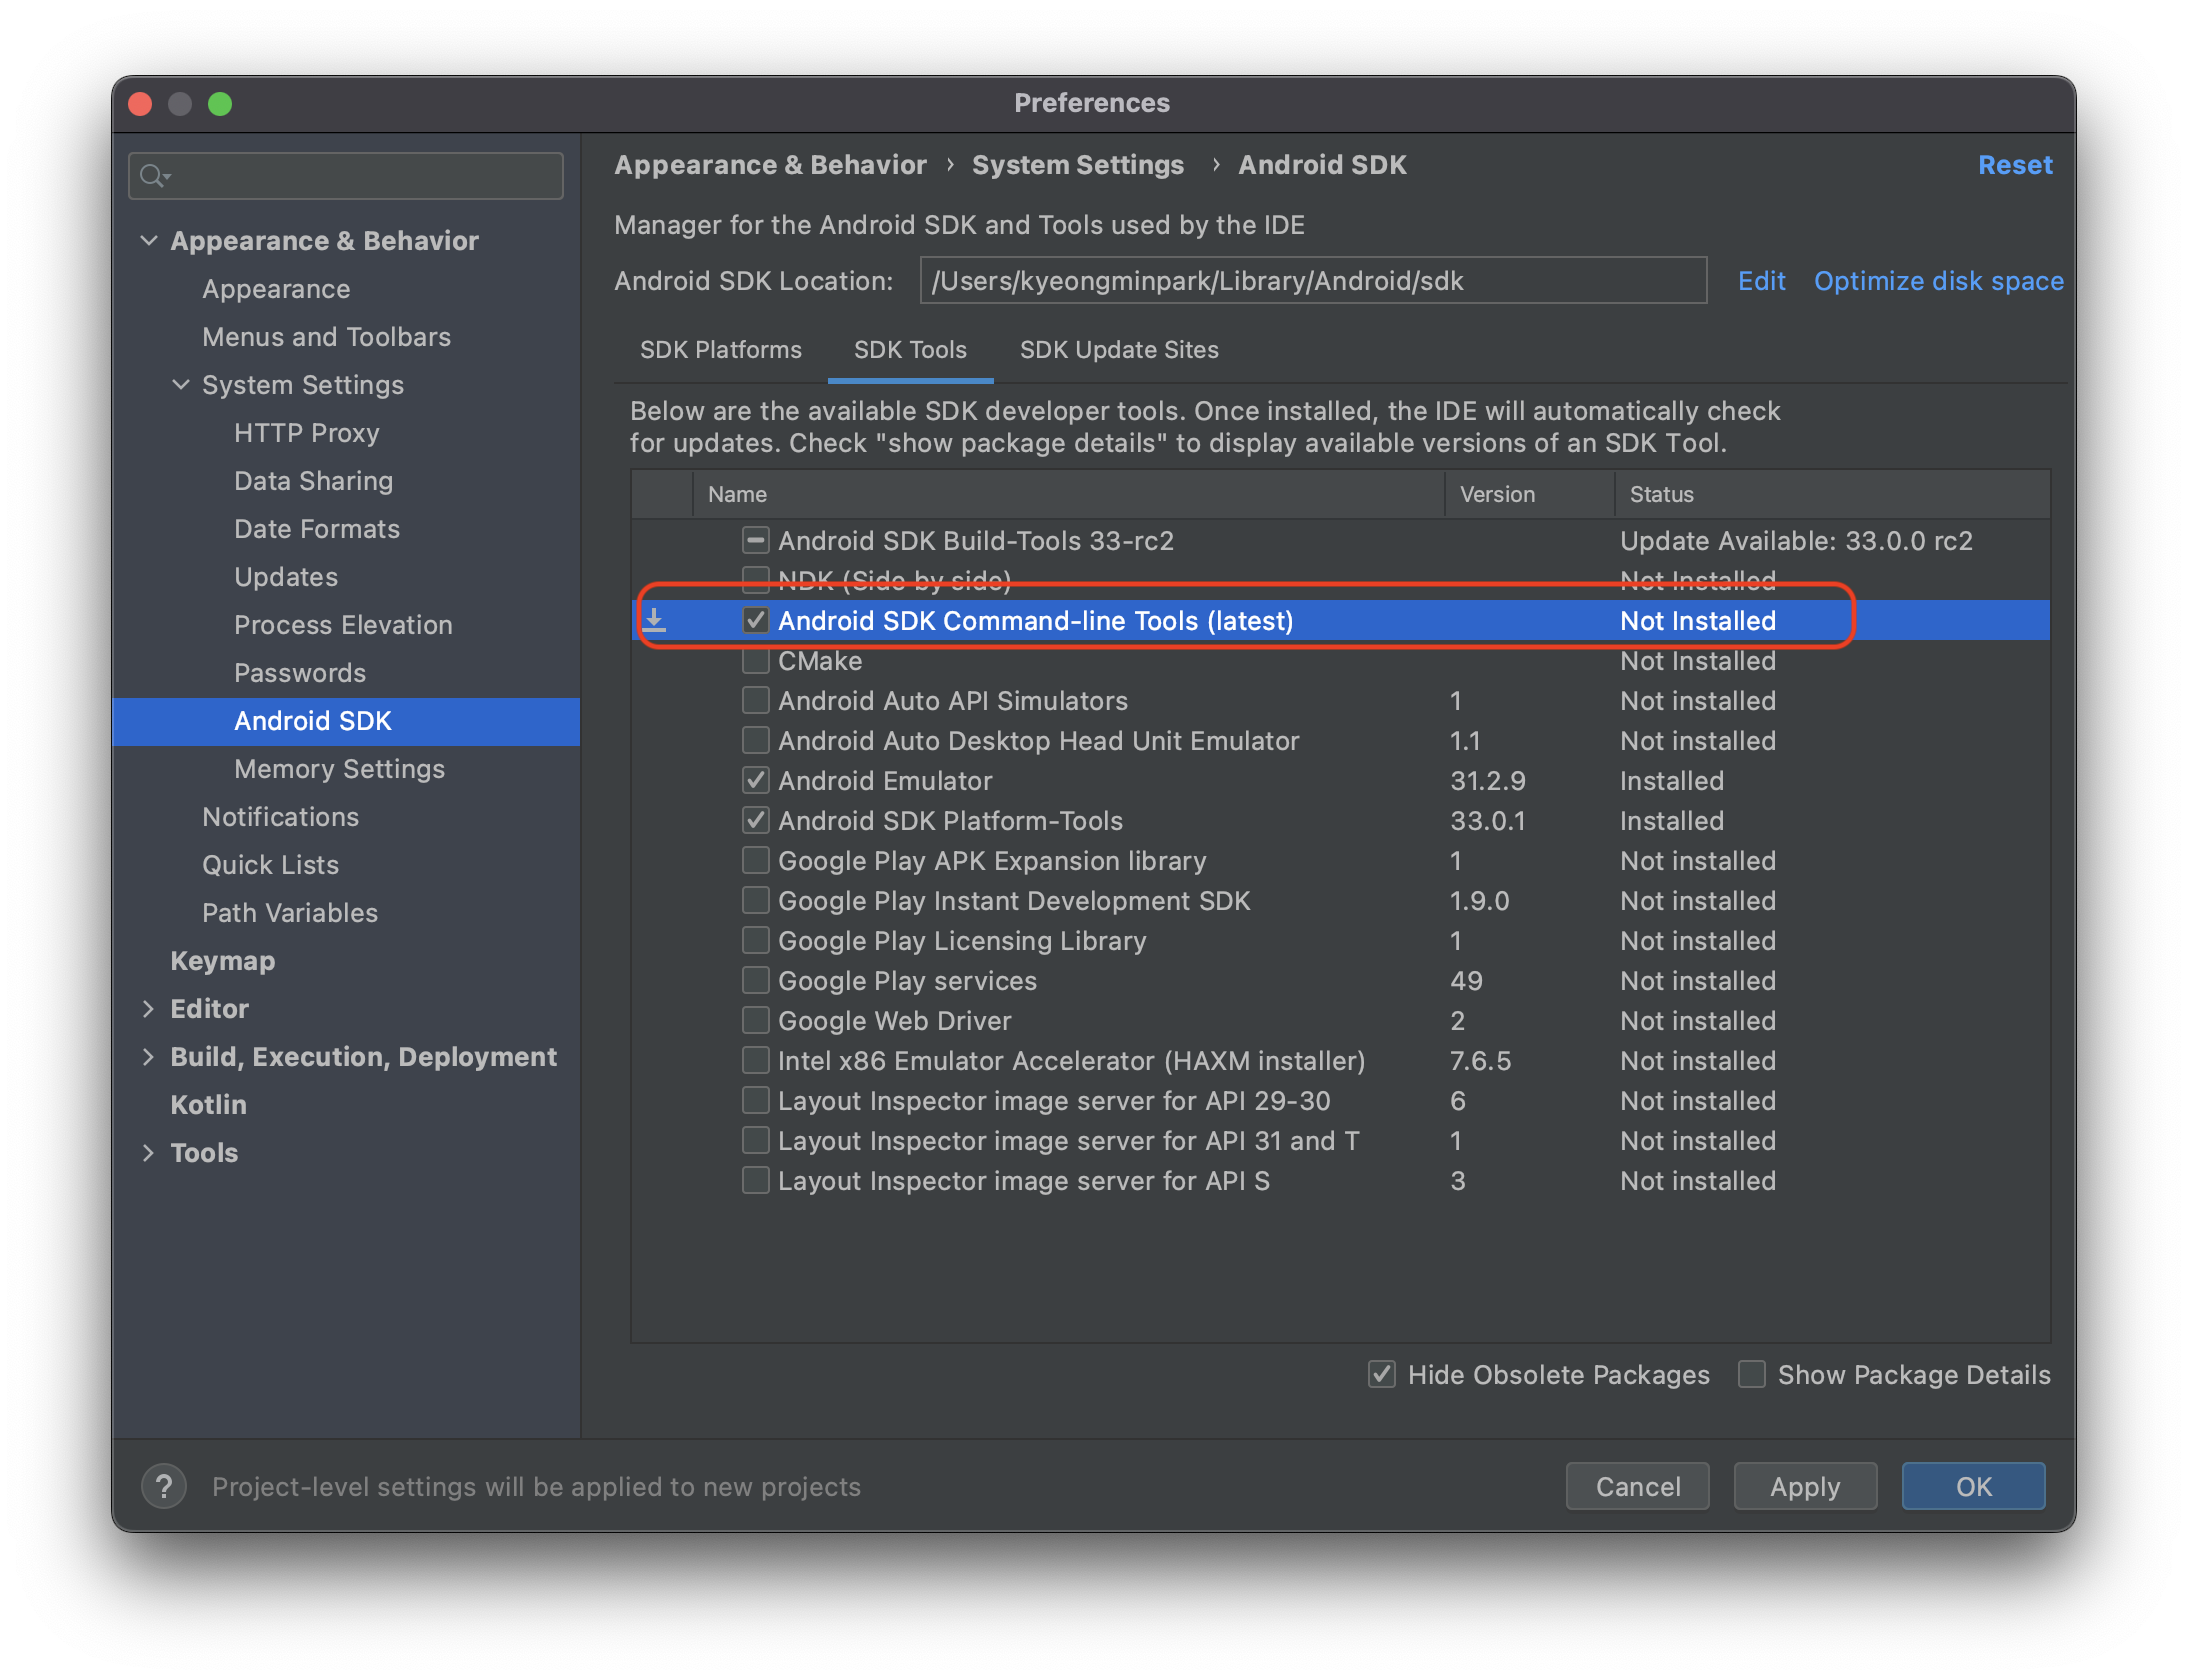 Preferences
Appearance & Behavior
Appearance
Menus and Toolbars
System Settings
HTTP Proxy
Data Sharing
Date Formats
Updates
Process Elevation
Passwords
Android SDK
Memory Settings
Notifications
Quick Lists
Path Variables
Keymap
Editor
Build, Execution, Deployment
Kotlin
Tools
Appearance & Behavior › System Settings › Android SDK Reset
Manager for the Android SDK and Tools used by the IDE
Android SDK Location: /Users/kyeongminpark/Library/Android/sdk Edit Optimize disk space
SDK Platforms SDK Tools SDK Update Sites
Below are the available SDK developer tools. Once installed, the IDE will automatically check
for updates. Check "show package details" to display available versions of an SDK Tool.
Name Version Status
Android SDK Build-Tools 33-rc2 Update Available: 33.0.0 rc2
NDK (Side by side) Not Installed
Android SDK Command-line Tools (latest) Not Installed
CMake Not Installed
Android Auto API Simulators 1 Not installed
Android Auto Desktop Head Unit Emulator 1.1 Not installed
Android Emulator 31.2.9 Installed
Android SDK Platform-Tools 33.0.1 Installed
Google Play APK Expansion library 1 Not installed
Google Play Instant Development SDK 1.9.0 Not installed
Google Play Licensing Library 1 Not installed
Google Play services 49 Not installed
Google Web Driver 2 Not installed
Intel x86 Emulator Accelerator (HAXM installer) 7.6.5 Not installed
Layout Inspector image server for API 29-30 6 Not installed
Layout Inspector image server for API 31 and T 1 Not installed
Layout Inspector image server for API S 3 Not installed
Hide Obsolete Packages Show Package Details
? Project-level settings will be applied to new projects Cancel Apply OK